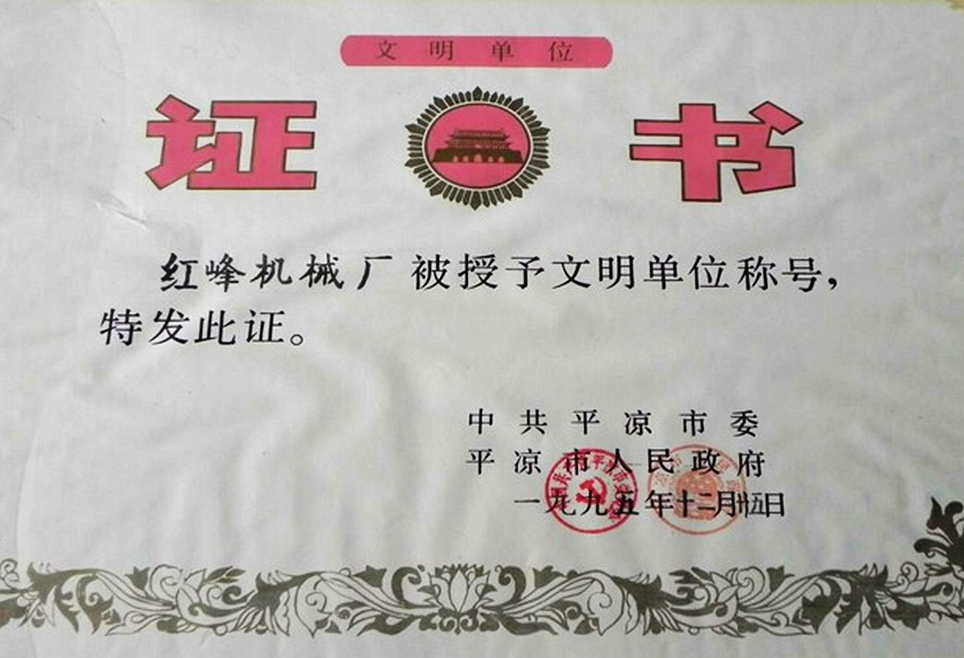 文明单位
证书
红峰机械厂被授予文明单位称号，
特发此证。
中共平凉市委
平凉市人民政府
一九九五年十二月廿五日